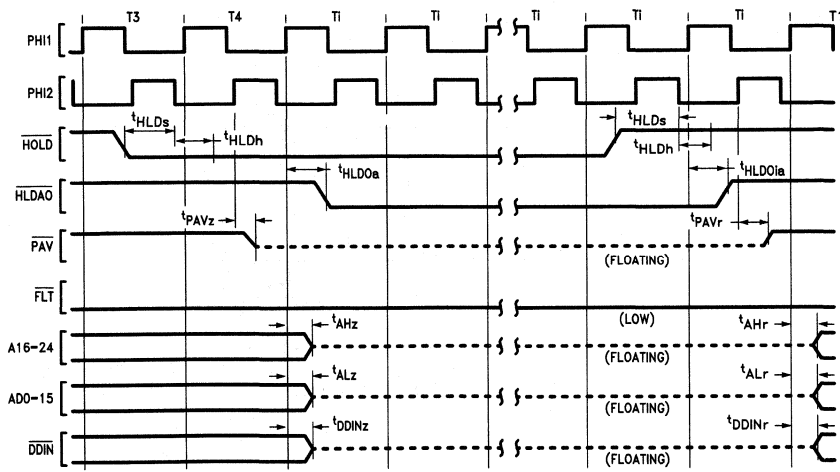 T3 T4 Ti Ti Ti Ti Ti T1
PHI1
PHI2
tHLDs tHLDs
HOLD tHLDh tHLDh
HLDAO tHLDOa tHLDOia
tPAVz tPAVr
PAV
(FLOATING)
FLT
(LOW)
tAHz tAHr
A16-24
(FLOATING)
tALz tALr
AD0-15
(FLOATING)
tDDINz tDDINr
DDIN
(FLOATING)